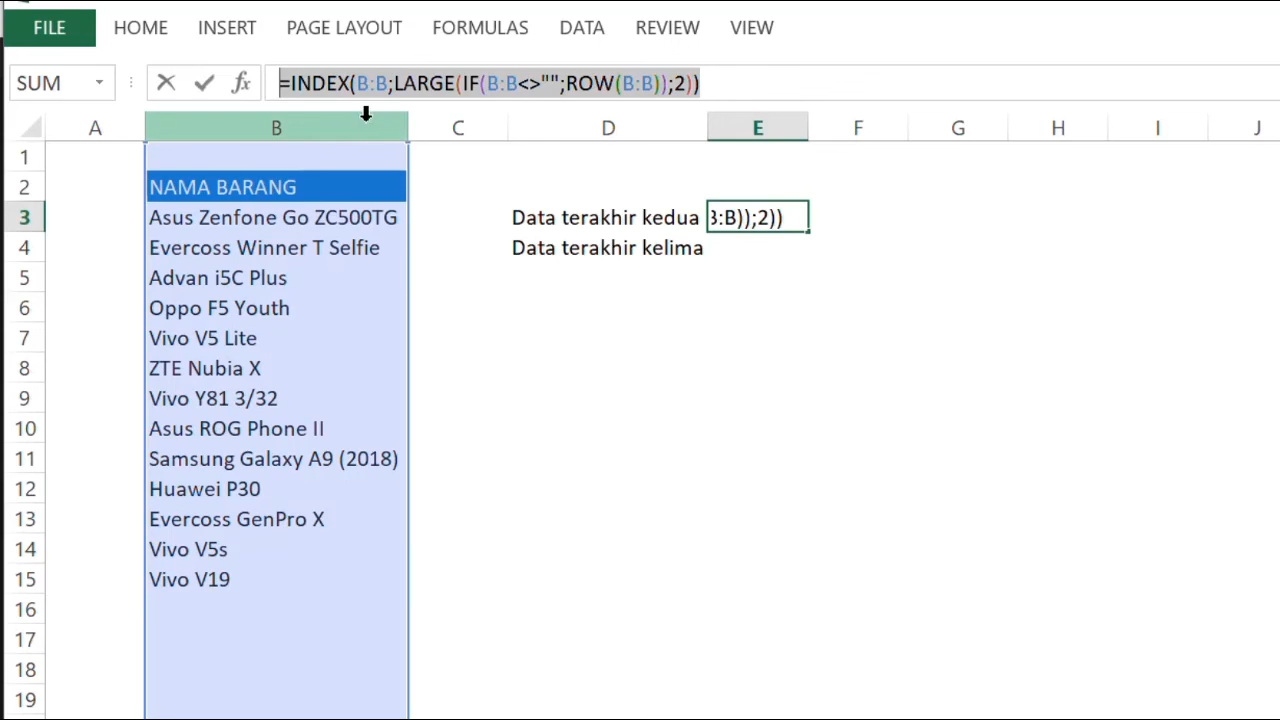 FILE HOME INSERT PAGE LAYOUT FORMULAS DATA REVIEW VIEW
SUM fx =INDEX(B:B;LARGE(IF(B:B<>"";ROW(B:B));2))
A B C D E F G H I J
1
2 NAMA BARANG
3 Asus Zenfone Go ZC500TG Data terakhir kedua B:B));2))
4 Evercoss Winner T Selfie Data terakhir kelima
5 Advan i5C Plus
6 Oppo F5 Youth
7 Vivo V5 Lite
8 ZTE Nubia X
9 Vivo Y81 3/32
10 Asus ROG Phone II
11 Samsung Galaxy A9 (2018)
12 Huawei P30
13 Evercoss GenPro X
14 Vivo V5s
15 Vivo V19
16
17
18
19